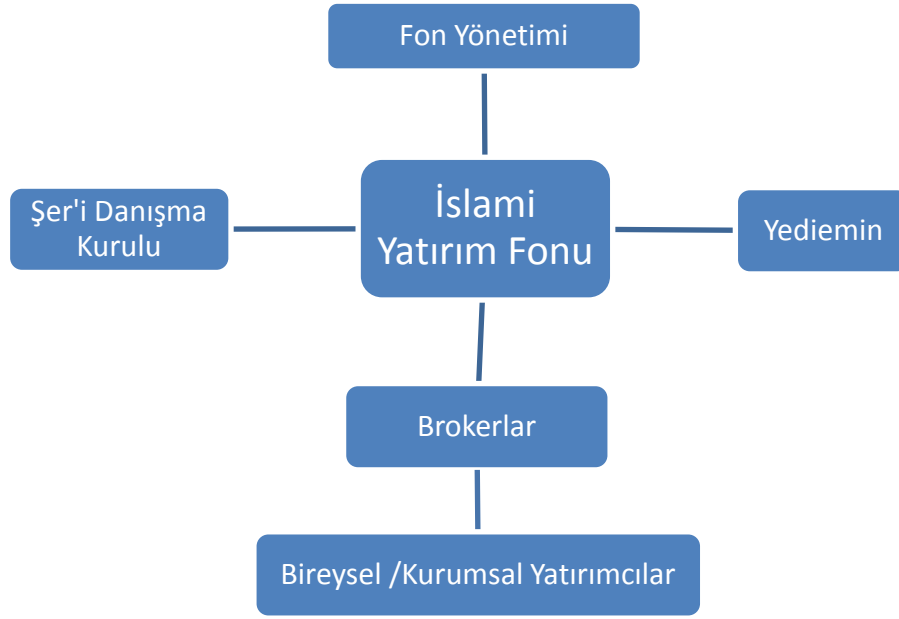 Fon Yönetimi
Şer'i Danışma
Kurulu
İslami
Yatırım Fonu
Yediemin
Brokerlar
Bireysel /Kurumsal Yatırımcılar